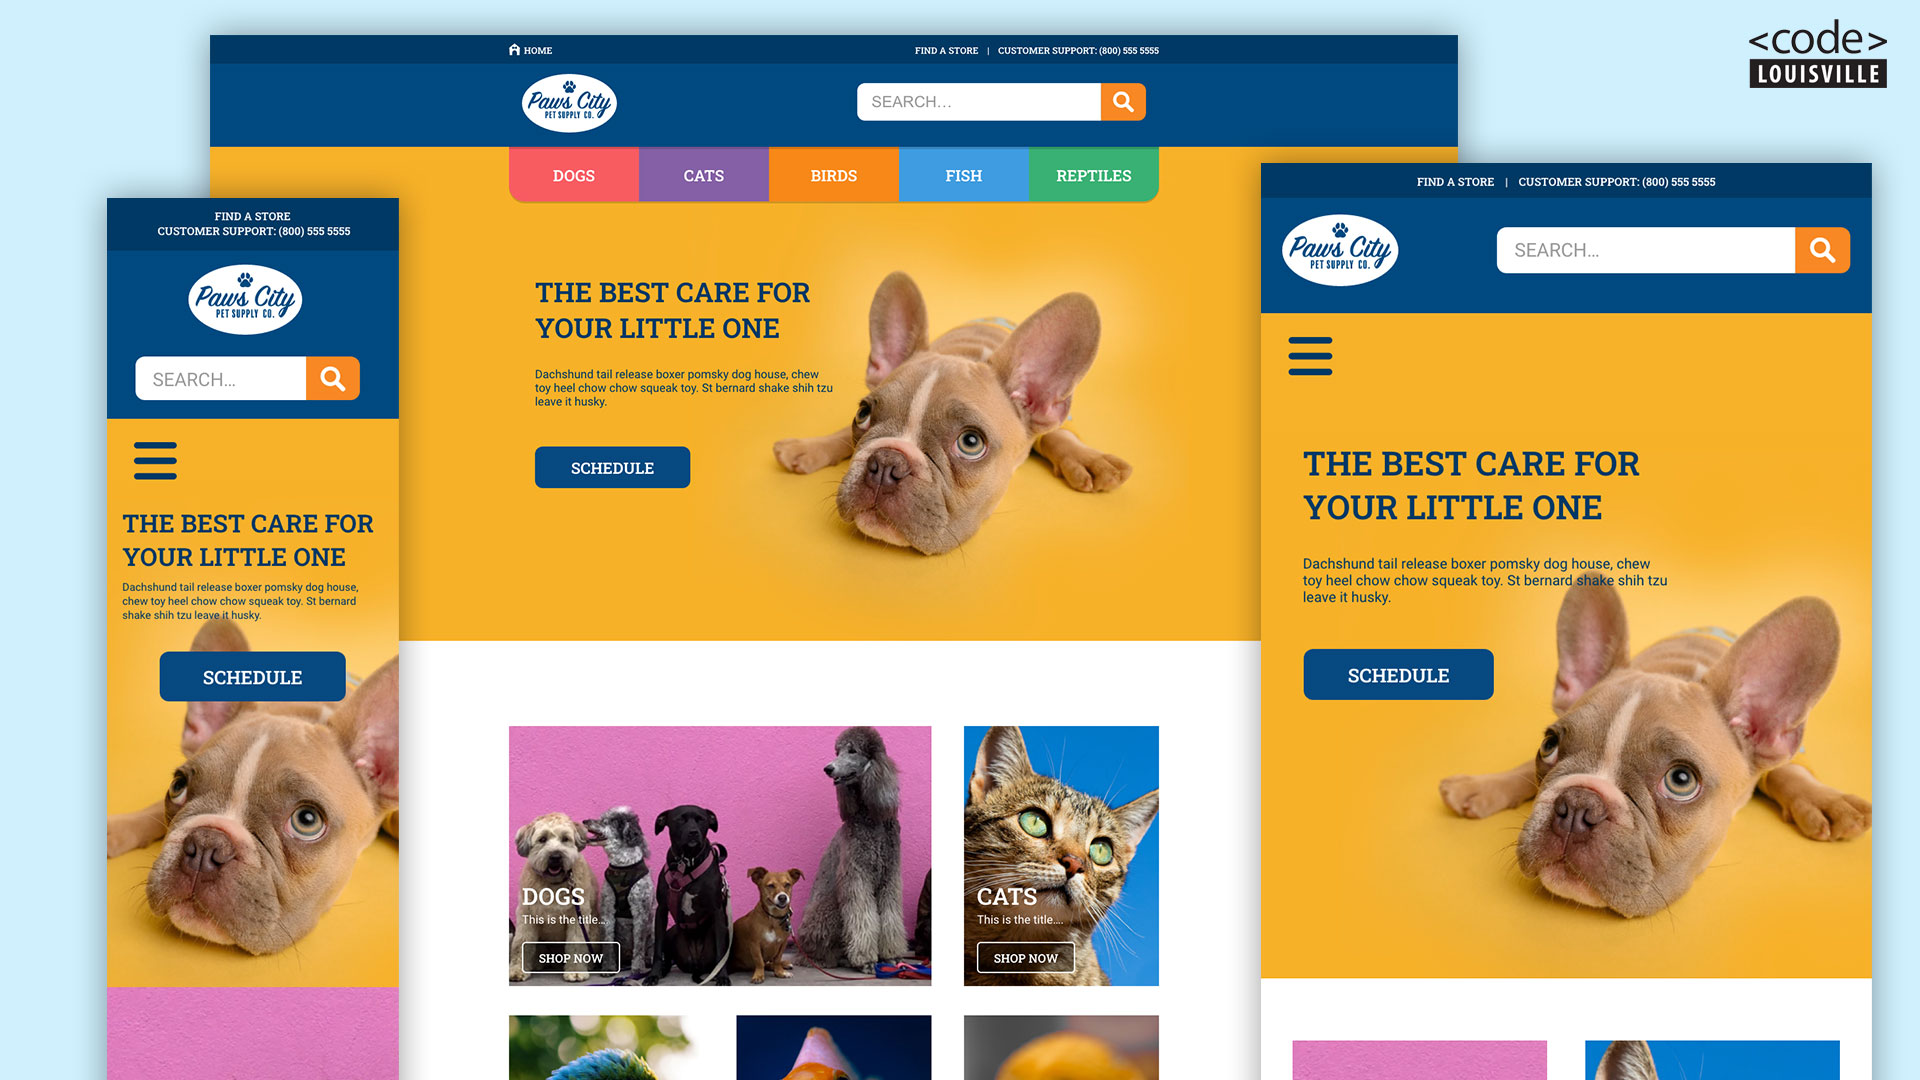 <code>
LOUISVILLE
HOME
FIND A STORE | CUSTOMER SUPPORT: (800) 555 5555
Paws City
PET SUPPLY CO.
SEARCH...
DOGS
CATS
BIRDS
FISH
REPTILES
THE BEST CARE FOR
YOUR LITTLE ONE
Dachshund tail release boxer pomsky dog house, chew
toy heel chow chow squeak toy. St bernard shake shih tzu
leave it husky.
SCHEDULE
DOGS
This is the title...
SHOP NOW
CATS
This is the title....
SHOP NOW
FIND A STORE
CUSTOMER SUPPORT: (800) 555 5555
Paws City
PET SUPPLY CO.
SEARCH...
THE BEST CARE FOR
YOUR LITTLE ONE
Dachshund tail release boxer pomsky dog house,
chew toy heel chow chow squeak toy. St bernard
shake shih tzu leave it husky.
SCHEDULE
FIND A STORE | CUSTOMER SUPPORT: (800) 555 5555
Paws City
PET SUPPLY CO.
SEARCH...
THE BEST CARE FOR
YOUR LITTLE ONE
Dachshund tail release boxer pomsky dog house, chew
toy heel chow chow squeak toy. St bernard shake shih tzu
leave it husky.
SCHEDULE